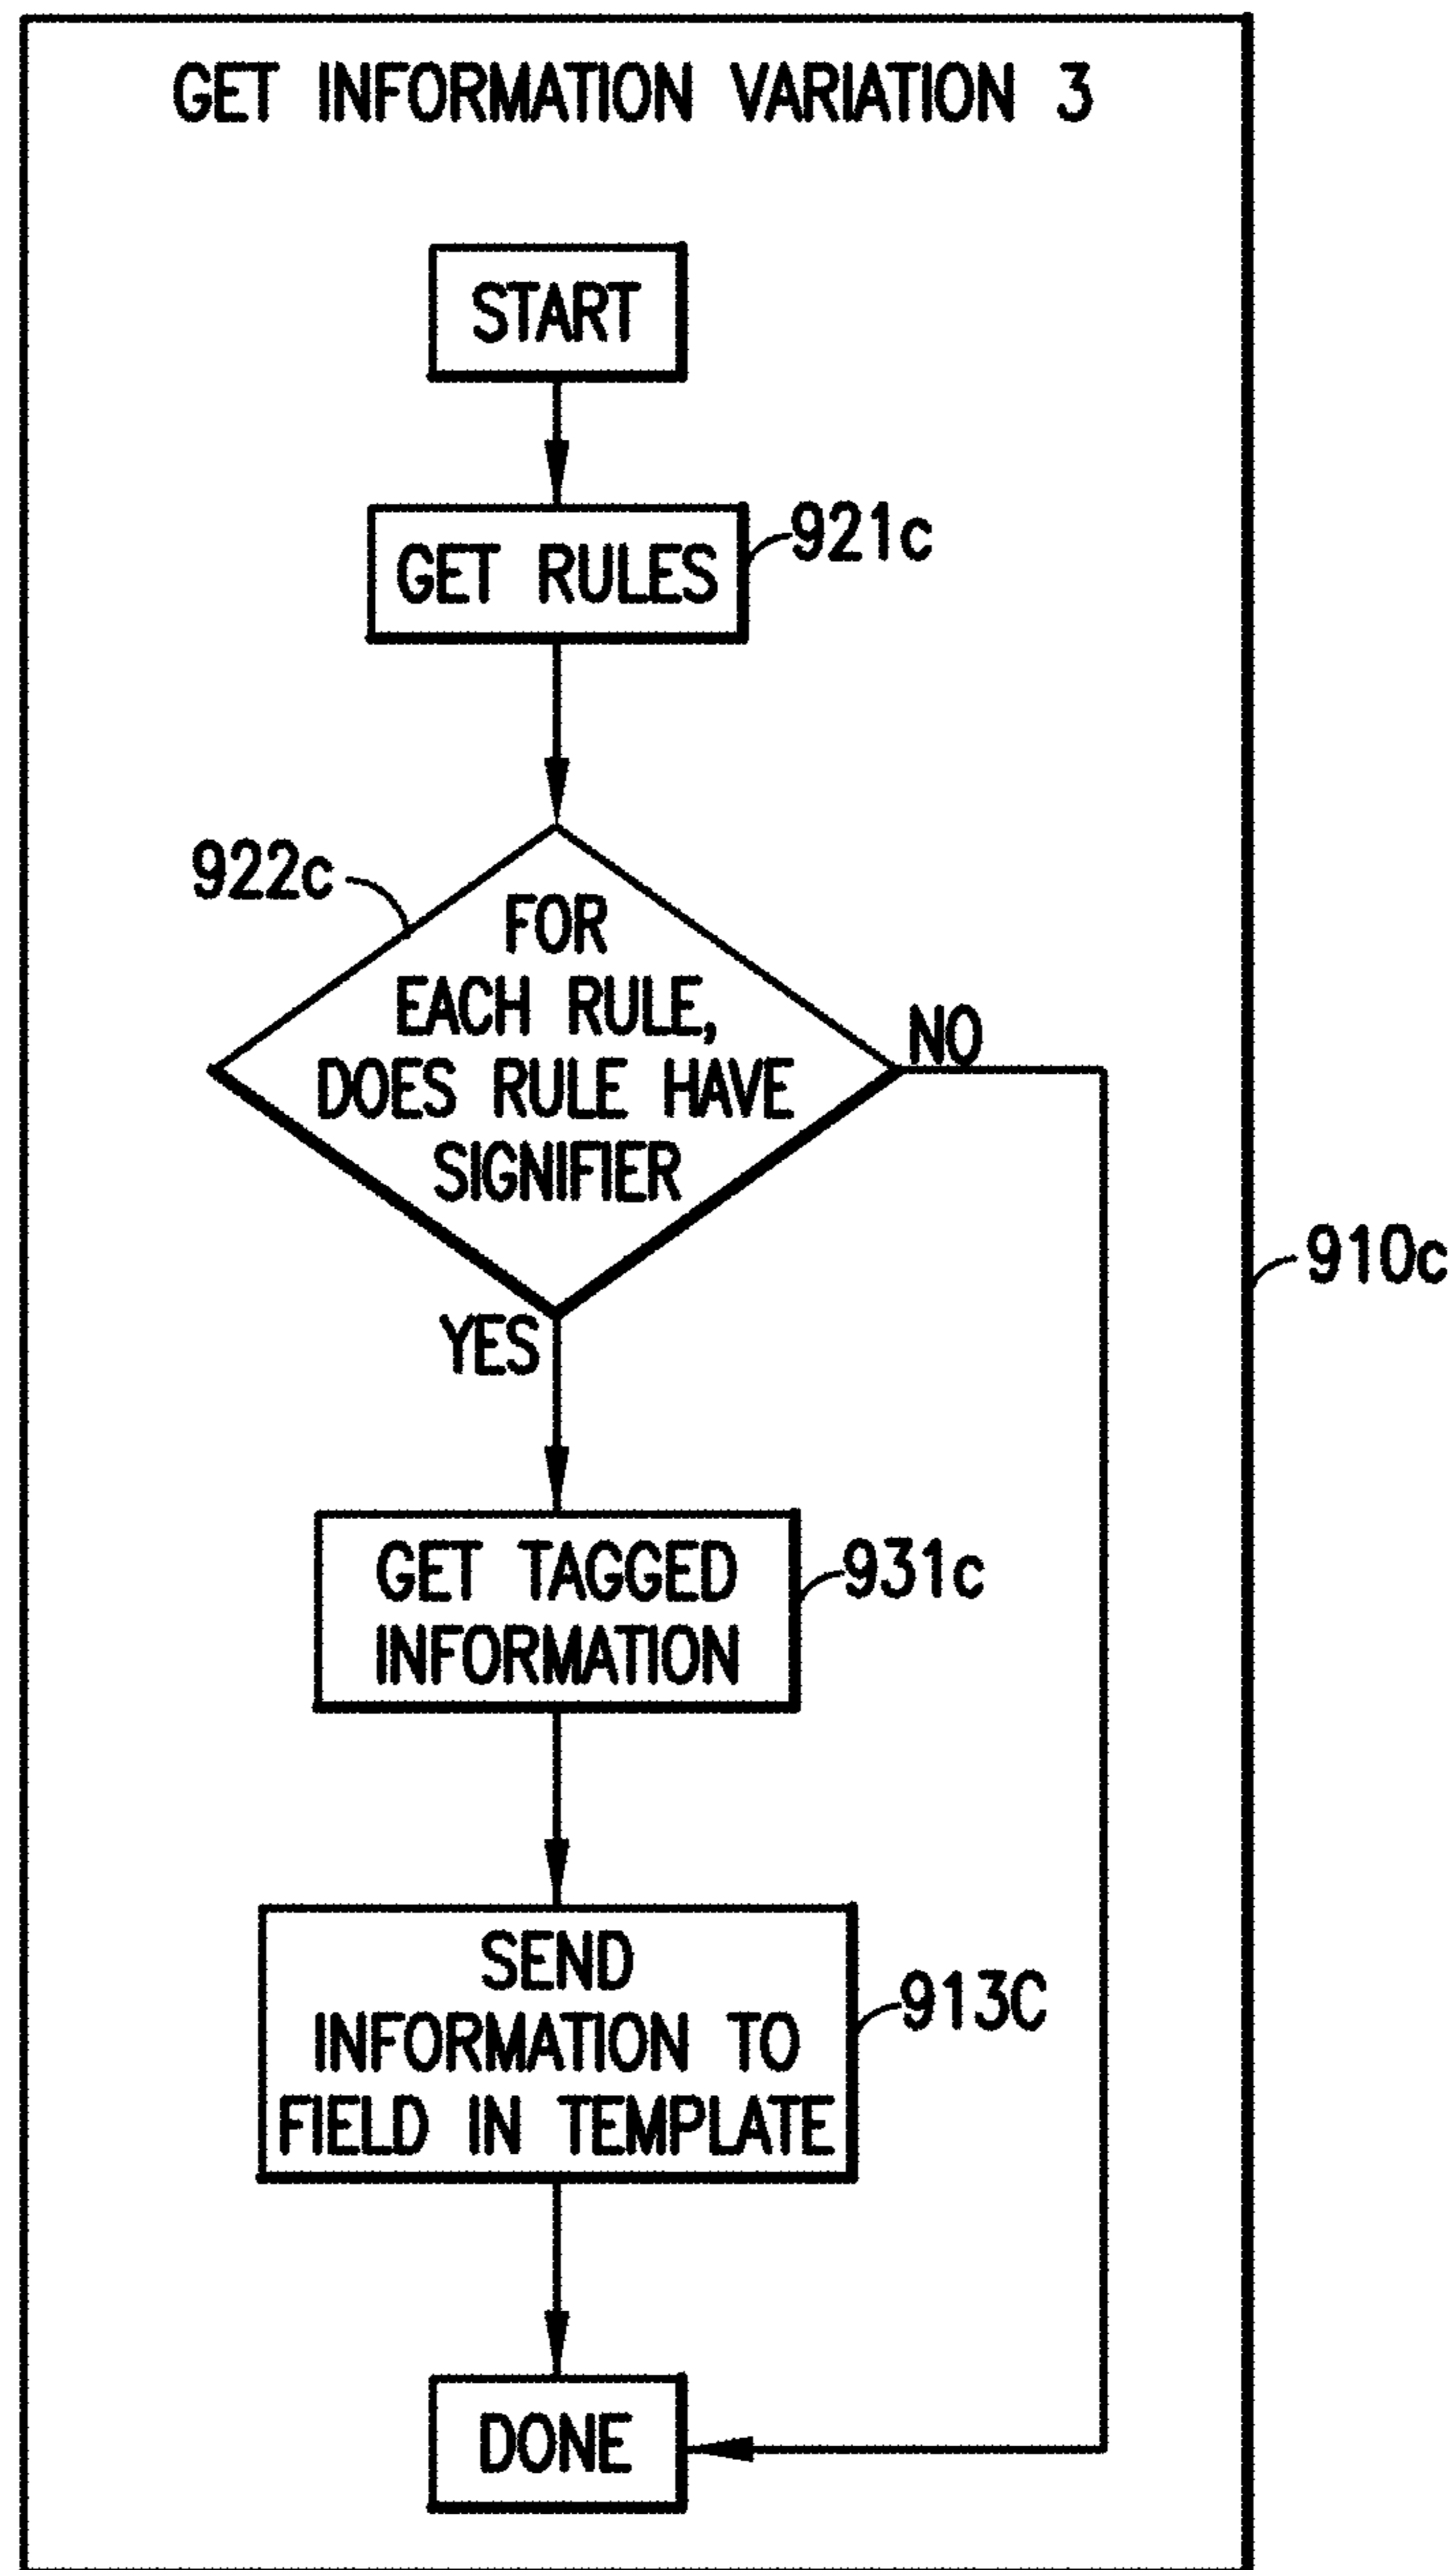 GET INFORMATION VARIATION 3
START
GET RULES
921c
922c
FOR
EACH RULE,
DOES RULE HAVE
SIGNIFIER
NO
YES
910c
GET TAGGED
INFORMATION
931c
SEND
INFORMATION TO
FIELD IN TEMPLATE
913C
DONE